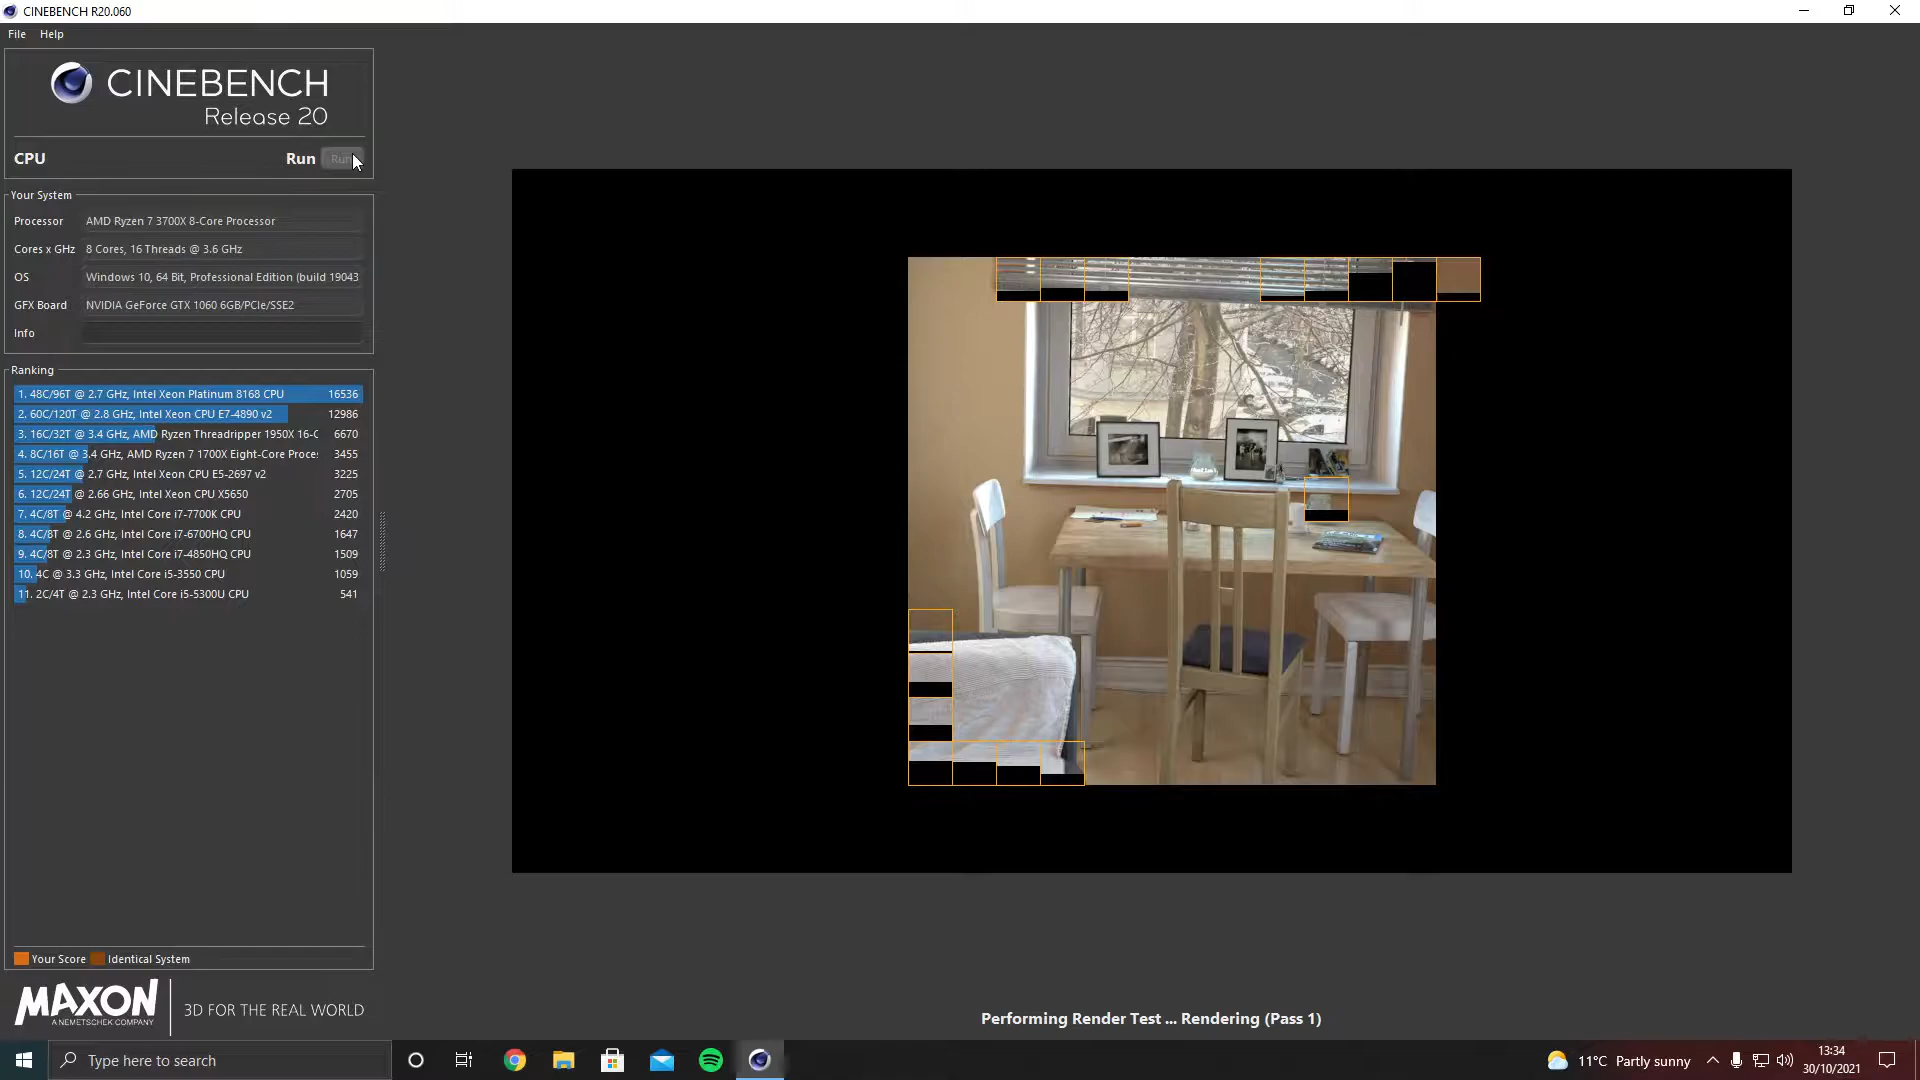 CINEBENCH R20.060
File Help
CINEBENCH
Release 20
CPU Run Run
Your System
Processor AMD Ryzen 7 3700X 8-Core Processor
Cores x GHz 8 Cores, 16 Threads @ 3.6 GHz
OS Windows 10, 64 Bit, Professional Edition (build 19043
GFX Board NVIDIA GeForce GTX 1060 6GB/PCIe/SSE2
Info
Ranking
1. 48C/96T @ 2.7 GHz, Intel Xeon Platinum 8168 CPU 16536
2. 60C/120T @ 2.8 GHz, Intel Xeon CPU E7-4890 v2 12986
3. 16C/32T @ 3.4 GHz, AMD Ryzen Threadripper 1950X 16-C 6670
4. 8C/16T @ 3.4 GHz, AMD Ryzen 7 1700X Eight-Core Proce: 3455
5. 12C/24T @ 2.7 GHz, Intel Xeon CPU E5-2697 v2 3225
6. 12C/24T @ 2.66 GHz, Intel Xeon CPU X5650 2705
7. 4C/8T @ 4.2 GHz, Intel Core i7-7700K CPU 2420
8. 4C/8T @ 2.6 GHz, Intel Core i7-6700HQ CPU 1647
9. 4C/8T @ 2.3 GHz, Intel Core i7-4850HQ CPU 1509
10. 4C @ 3.3 GHz, Intel Core i5-3550 CPU 1059
11. 2C/4T @ 2.3 GHz, Intel Core i5-5300U CPU 541
Your Score Identical System
MAXON
A NEMETSCHEK COMPANY
3D FOR THE REAL WORLD
Performing Render Test ... Rendering (Pass 1)
Type here to search
11°C Partly sunny
13:34
30/10/2021